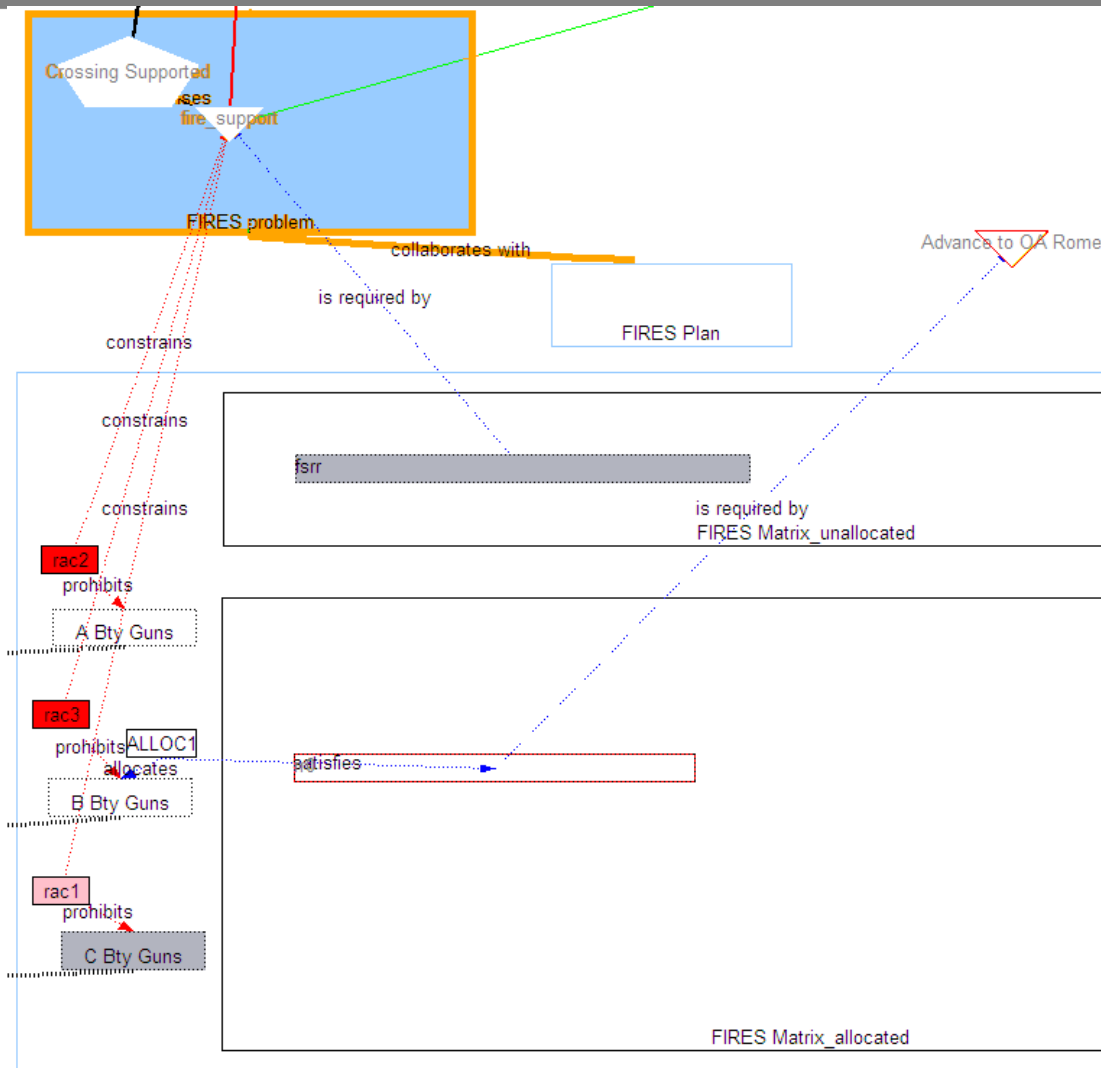 Crossing Supported
fire_support
FIRES problem
collaborates with
Advance to OA Rome
is required by
FIRES Plan
constrains
constrains
fsrr
constrains
is required by
FIRES Matrix_unallocated
rac2
prohibits
A Bty Guns
rac3
prohibits
ALLOC1
allocates
satisfies
B Bty Guns
rac1
prohibits
C Bty Guns
FIRES Matrix_allocated